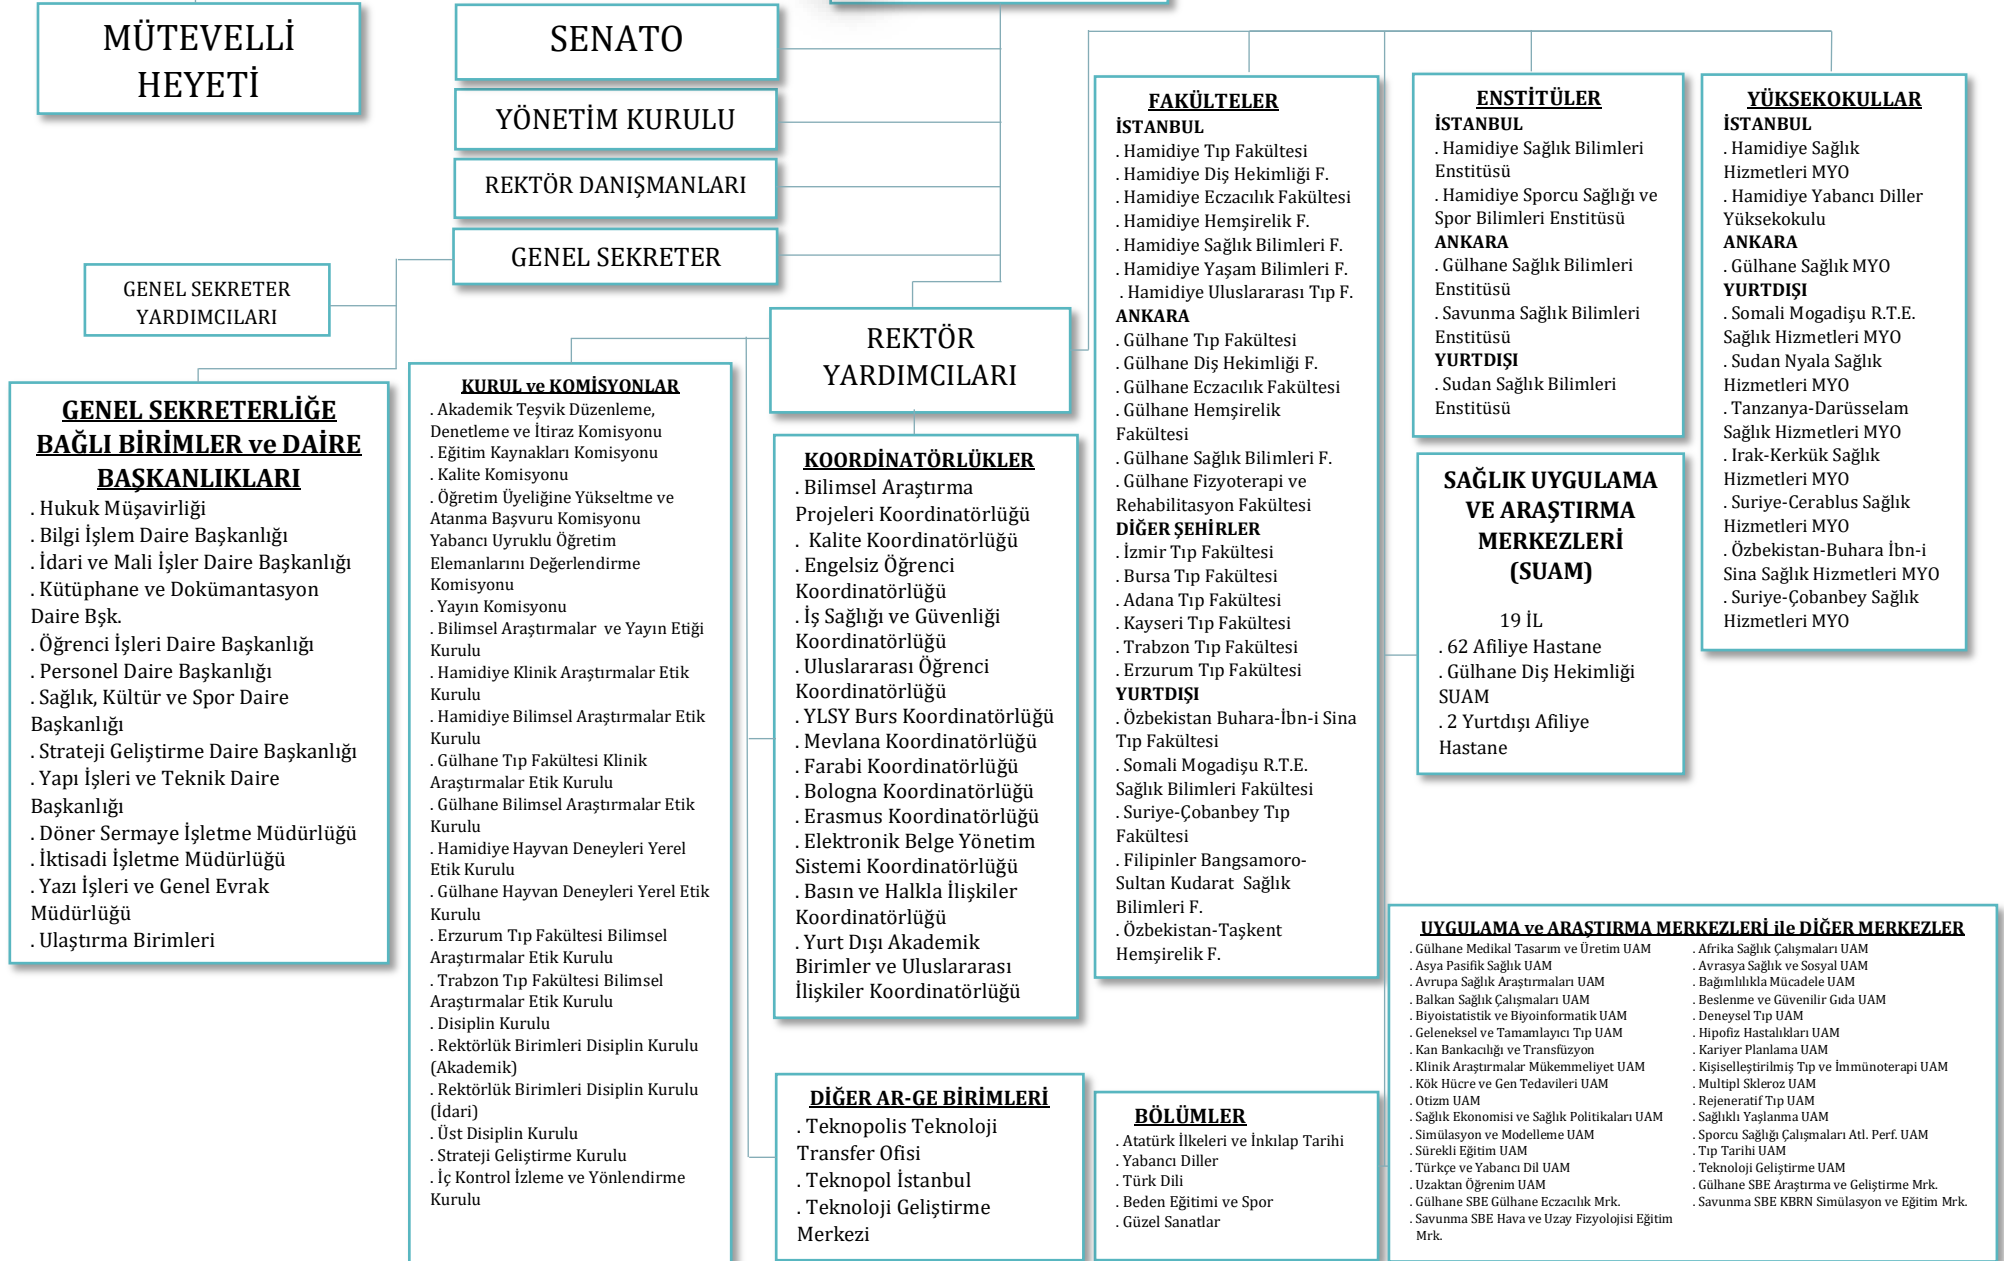 MÜTEVELLİ
HEYETİ
SENATO
YÖNETİM KURULU
REKTÖR DANIŞMANLARI
GENEL SEKRETER
GENEL SEKRETER
YARDIMCILARI
REKTÖR
YARDIMCILARI
GENEL SEKRETERLİĞE
BAĞLI BİRİMLER ve DAİRE
BAŞKANLIKLARI
. Hukuk Müşavirliği
. Bilgi İşlem Daire Başkanlığı
. İdari ve Mali İşler Daire Başkanlığı
. Kütüphane ve Dokümantasyon
Daire Bşk.
. Öğrenci İşleri Daire Başkanlığı
. Personel Daire Başkanlığı
. Sağlık, Kültür ve Spor Daire
Başkanlığı
. Strateji Geliştirme Daire Başkanlığı
. Yapı İşleri ve Teknik Daire
Başkanlığı
. Döner Sermaye İşletme Müdürlüğü
. İktisadi İşletme Müdürlüğü
. Yazı İşleri ve Genel Evrak
Müdürlüğü
. Ulaştırma Birimleri
KURUL ve KOMİSYONLAR
. Akademik Teşvik Düzenleme,
Denetleme ve İtiraz Komisyonu
. Eğitim Kaynakları Komisyonu
. Kalite Komisyonu
. Öğretim Üyeliğine Yükseltme ve
Atanma Başvuru Komisyonu
Yabancı Uyruklu Öğretim
Elemanlarını Değerlendirme
Komisyonu
. Yayın Komisyonu
. Bilimsel Araştırmalar ve Yayın Etiği
Kurulu
. Hamidiye Klinik Araştırmalar Etik
Kurulu
. Hamidiye Bilimsel Araştırmalar Etik
Kurulu
. Gülhane Tıp Fakültesi Klinik
Araştırmalar Etik Kurulu
. Gülhane Bilimsel Araştırmalar Etik
Kurulu
. Hamidiye Hayvan Deneyleri Yerel
Etik Kurulu
. Gülhane Hayvan Deneyleri Yerel Etik
Kurulu
. Erzurum Tıp Fakültesi Bilimsel
Araştırmalar Etik Kurulu
. Trabzon Tıp Fakültesi Bilimsel
Araştırmalar Etik Kurulu
. Disiplin Kurulu
. Rektörlük Birimleri Disiplin Kurulu
(Akademik)
. Rektörlük Birimleri Disiplin Kurulu
(İdari)
. Üst Disiplin Kurulu
. Strateji Geliştirme Kurulu
. İç Kontrol İzleme ve Yönlendirme
Kurulu
KOORDİNATÖRLÜKLER
. Bilimsel Araştırma
Projeleri Koordinatörlüğü
. Kalite Koordinatörlüğü
. Engelsiz Öğrenci
Koordinatörlüğü
. İş Sağlığı ve Güvenliği
Koordinatörlüğü
. Uluslararası Öğrenci
Koordinatörlüğü
. YLSY Burs Koordinatörlüğü
. Mevlana Koordinatörlüğü
. Farabi Koordinatörlüğü
. Bologna Koordinatörlüğü
. Erasmus Koordinatörlüğü
. Elektronik Belge Yönetim
Sistemi Koordinatörlüğü
. Basın ve Halkla İlişkiler
Koordinatörlüğü
. Yurt Dışı Akademik
Birimler ve Uluslararası
İlişkiler Koordinatörlüğü
DİĞER AR-GE BİRİMLERİ
. Teknopolis Teknoloji
Transfer Ofisi
. Teknopol İstanbul
. Teknoloji Geliştirme
Merkezi
FAKÜLTELER
İSTANBUL
. Hamidiye Tıp Fakültesi
. Hamidiye Diş Hekimliği F.
. Hamidiye Eczacılık Fakültesi
. Hamidiye Hemşirelik F.
. Hamidiye Sağlık Bilimleri F.
. Hamidiye Yaşam Bilimleri F.
. Hamidiye Uluslararası Tıp F.
ANKARA
. Gülhane Tıp Fakültesi
. Gülhane Diş Hekimliği F.
. Gülhane Eczacılık Fakültesi
. Gülhane Hemşirelik
Fakültesi
. Gülhane Sağlık Bilimleri F.
. Gülhane Fizyoterapi ve
Rehabilitasyon Fakültesi
DİĞER ŞEHİRLER
. İzmir Tıp Fakültesi
. Bursa Tıp Fakültesi
. Adana Tıp Fakültesi
. Kayseri Tıp Fakültesi
. Trabzon Tıp Fakültesi
. Erzurum Tıp Fakültesi
YURTDIŞI
. Özbekistan Buhara-İbn-i Sina
Tıp Fakültesi
. Somali Mogadişu R.T.E.
Sağlık Bilimleri Fakültesi
. Suriye-Çobanbey Tıp
Fakültesi
. Filipinler Bangsamoro-
Sultan Kudarat Sağlık
Bilimleri F.
. Özbekistan-Taşkent
Hemşirelik F.
BÖLÜMLER
. Atatürk İlkeleri ve İnkılap Tarihi
. Yabancı Diller
. Türk Dili
. Beden Eğitimi ve Spor
. Güzel Sanatlar
ENSTİTÜLER
İSTANBUL
. Hamidiye Sağlık Bilimleri
Enstitüsü
. Hamidiye Sporcu Sağlığı ve
Spor Bilimleri Enstitüsü
ANKARA
. Gülhane Sağlık Bilimleri
Enstitüsü
. Savunma Sağlık Bilimleri
Enstitüsü
YURTDIŞI
. Sudan Sağlık Bilimleri
Enstitüsü
SAĞLIK UYGULAMA
VE ARAŞTIRMA
MERKEZLERİ
(SUAM)
19 İL
. 62 Afiliye Hastane
. Gülhane Diş Hekimliği
SUAM
. 2 Yurtdışı Afiliye
Hastane
YÜKSEKOKULLAR
İSTANBUL
. Hamidiye Sağlık
Hizmetleri MYO
. Hamidiye Yabancı Diller
Yüksekokulu
ANKARA
. Gülhane Sağlık MYO
YURTDIŞI
. Somali Mogadişu R.T.E.
Sağlık Hizmetleri MYO
. Sudan Nyala Sağlık
Hizmetleri MYO
. Tanzanya-Darüsselam
Sağlık Hizmetleri MYO
. Irak-Kerkük Sağlık
Hizmetleri MYO
. Suriye-Cerablus Sağlık
Hizmetleri MYO
. Özbekistan-Buhara İbn-i
Sina Sağlık Hizmetleri MYO
. Suriye-Çobanbey Sağlık
Hizmetleri MYO
UYGULAMA ve ARAŞTIRMA MERKEZLERİ ile DİĞER MERKEZLER
. Gülhane Medikal Tasarım ve Üretim UAM
. Asya Pasifik Sağlık UAM
. Avrupa Sağlık Araştırmaları UAM
. Balkan Sağlık Çalışmaları UAM
. Biyoistatistik ve Biyoinformatik UAM
. Geleneksel ve Tamamlayıcı Tıp UAM
. Kan Bankacılığı ve Transfüzyon
. Klinik Araştırmalar Mükemmeliyet UAM
. Kök Hücre ve Gen Tedavileri UAM
. Otizm UAM
. Sağlık Ekonomisi ve Sağlık Politikaları UAM
. Simülasyon ve Modelleme UAM
. Sürekli Eğitim UAM
. Türkçe ve Yabancı Dil UAM
. Uzaktan Öğrenim UAM
. Gülhane SBE Gülhane Eczacılık Mrk.
. Savunma SBE Hava ve Uzay Fizyolojisi Eğitim
Mrk.
. Afrika Sağlık Çalışmaları UAM
. Avrasya Sağlık ve Sosyal UAM
. Bağımlılıkla Mücadele UAM
. Beslenme ve Güvenilir Gıda UAM
. Deneysel Tıp UAM
. Hipofiz Hastalıkları UAM
. Kariyer Planlama UAM
. Kişiselleştirilmiş Tıp ve İmmünoterapi UAM
. Multipl Skleroz UAM
. Rejeneratif Tıp UAM
. Sağlıklı Yaşlanma UAM
. Sporcu Sağlığı Çalışmaları Atl. Perf. UAM
. Tıp Tarihi UAM
. Teknoloji Geliştirme UAM
. Gülhane SBE Araştırma ve Geliştirme Mrk.
. Savunma SBE KBRN Simülasyon ve Eğitim Mrk.